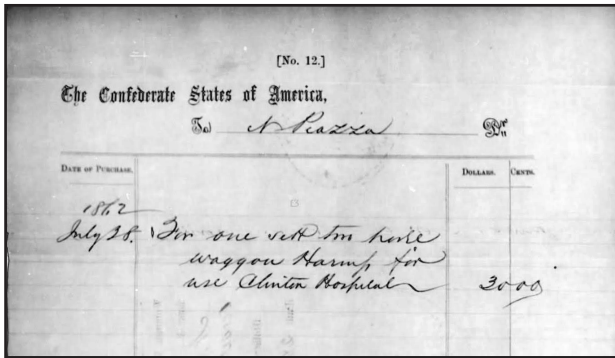 [No. 12.]
The Confederate States of America,
To N Piazza Dr.
DATE OF PURCHASE. DOLLARS. CENTS.
1862
July 28. For one sett two horse
waggon Harness for
use Clinton Hospital 30 00